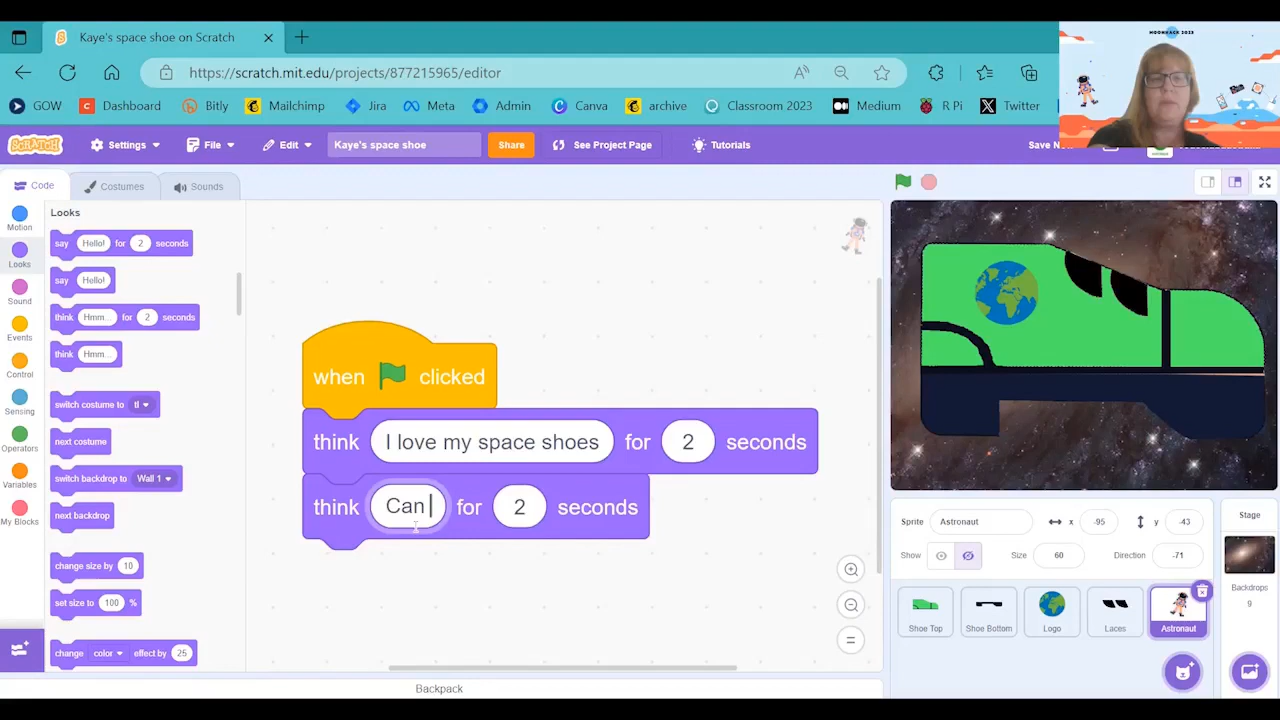 Kaye's space shoe on Scratch
MOONHACK 2023
https://scratch.mit.edu/projects/877215965/editor
GOW
Dashboard
Bitly
Mailchimp
Jira
Meta
Admin
Canva
archive
Classroom 2023
Medium
R Pi
Twitter
SCRATCH
Settings
File
Edit
Kaye's space shoe
Share
See Project Page
Tutorials
Code
Costumes
Sounds
Motion
Looks
Sound
Events
Control
Sensing
Operators
Variables
My Blocks
Looks
say Hello! for 2 seconds
say Hello!
think Hmm... for 2 seconds
think Hmm...
switch costume to
next costume
switch backdrop to Wall 1
next backdrop
change size by 10
set size to 100 %
change color effect by 25
when clicked
think I love my space shoes for 2 seconds
think Can for 2 seconds
Sprite Astronaut x -95 y -43
Show Size 60 Direction -71
Shoe Top
Shoe Bottom
Logo
Laces
Astronaut
Stage
Backdrops
9
Backpack